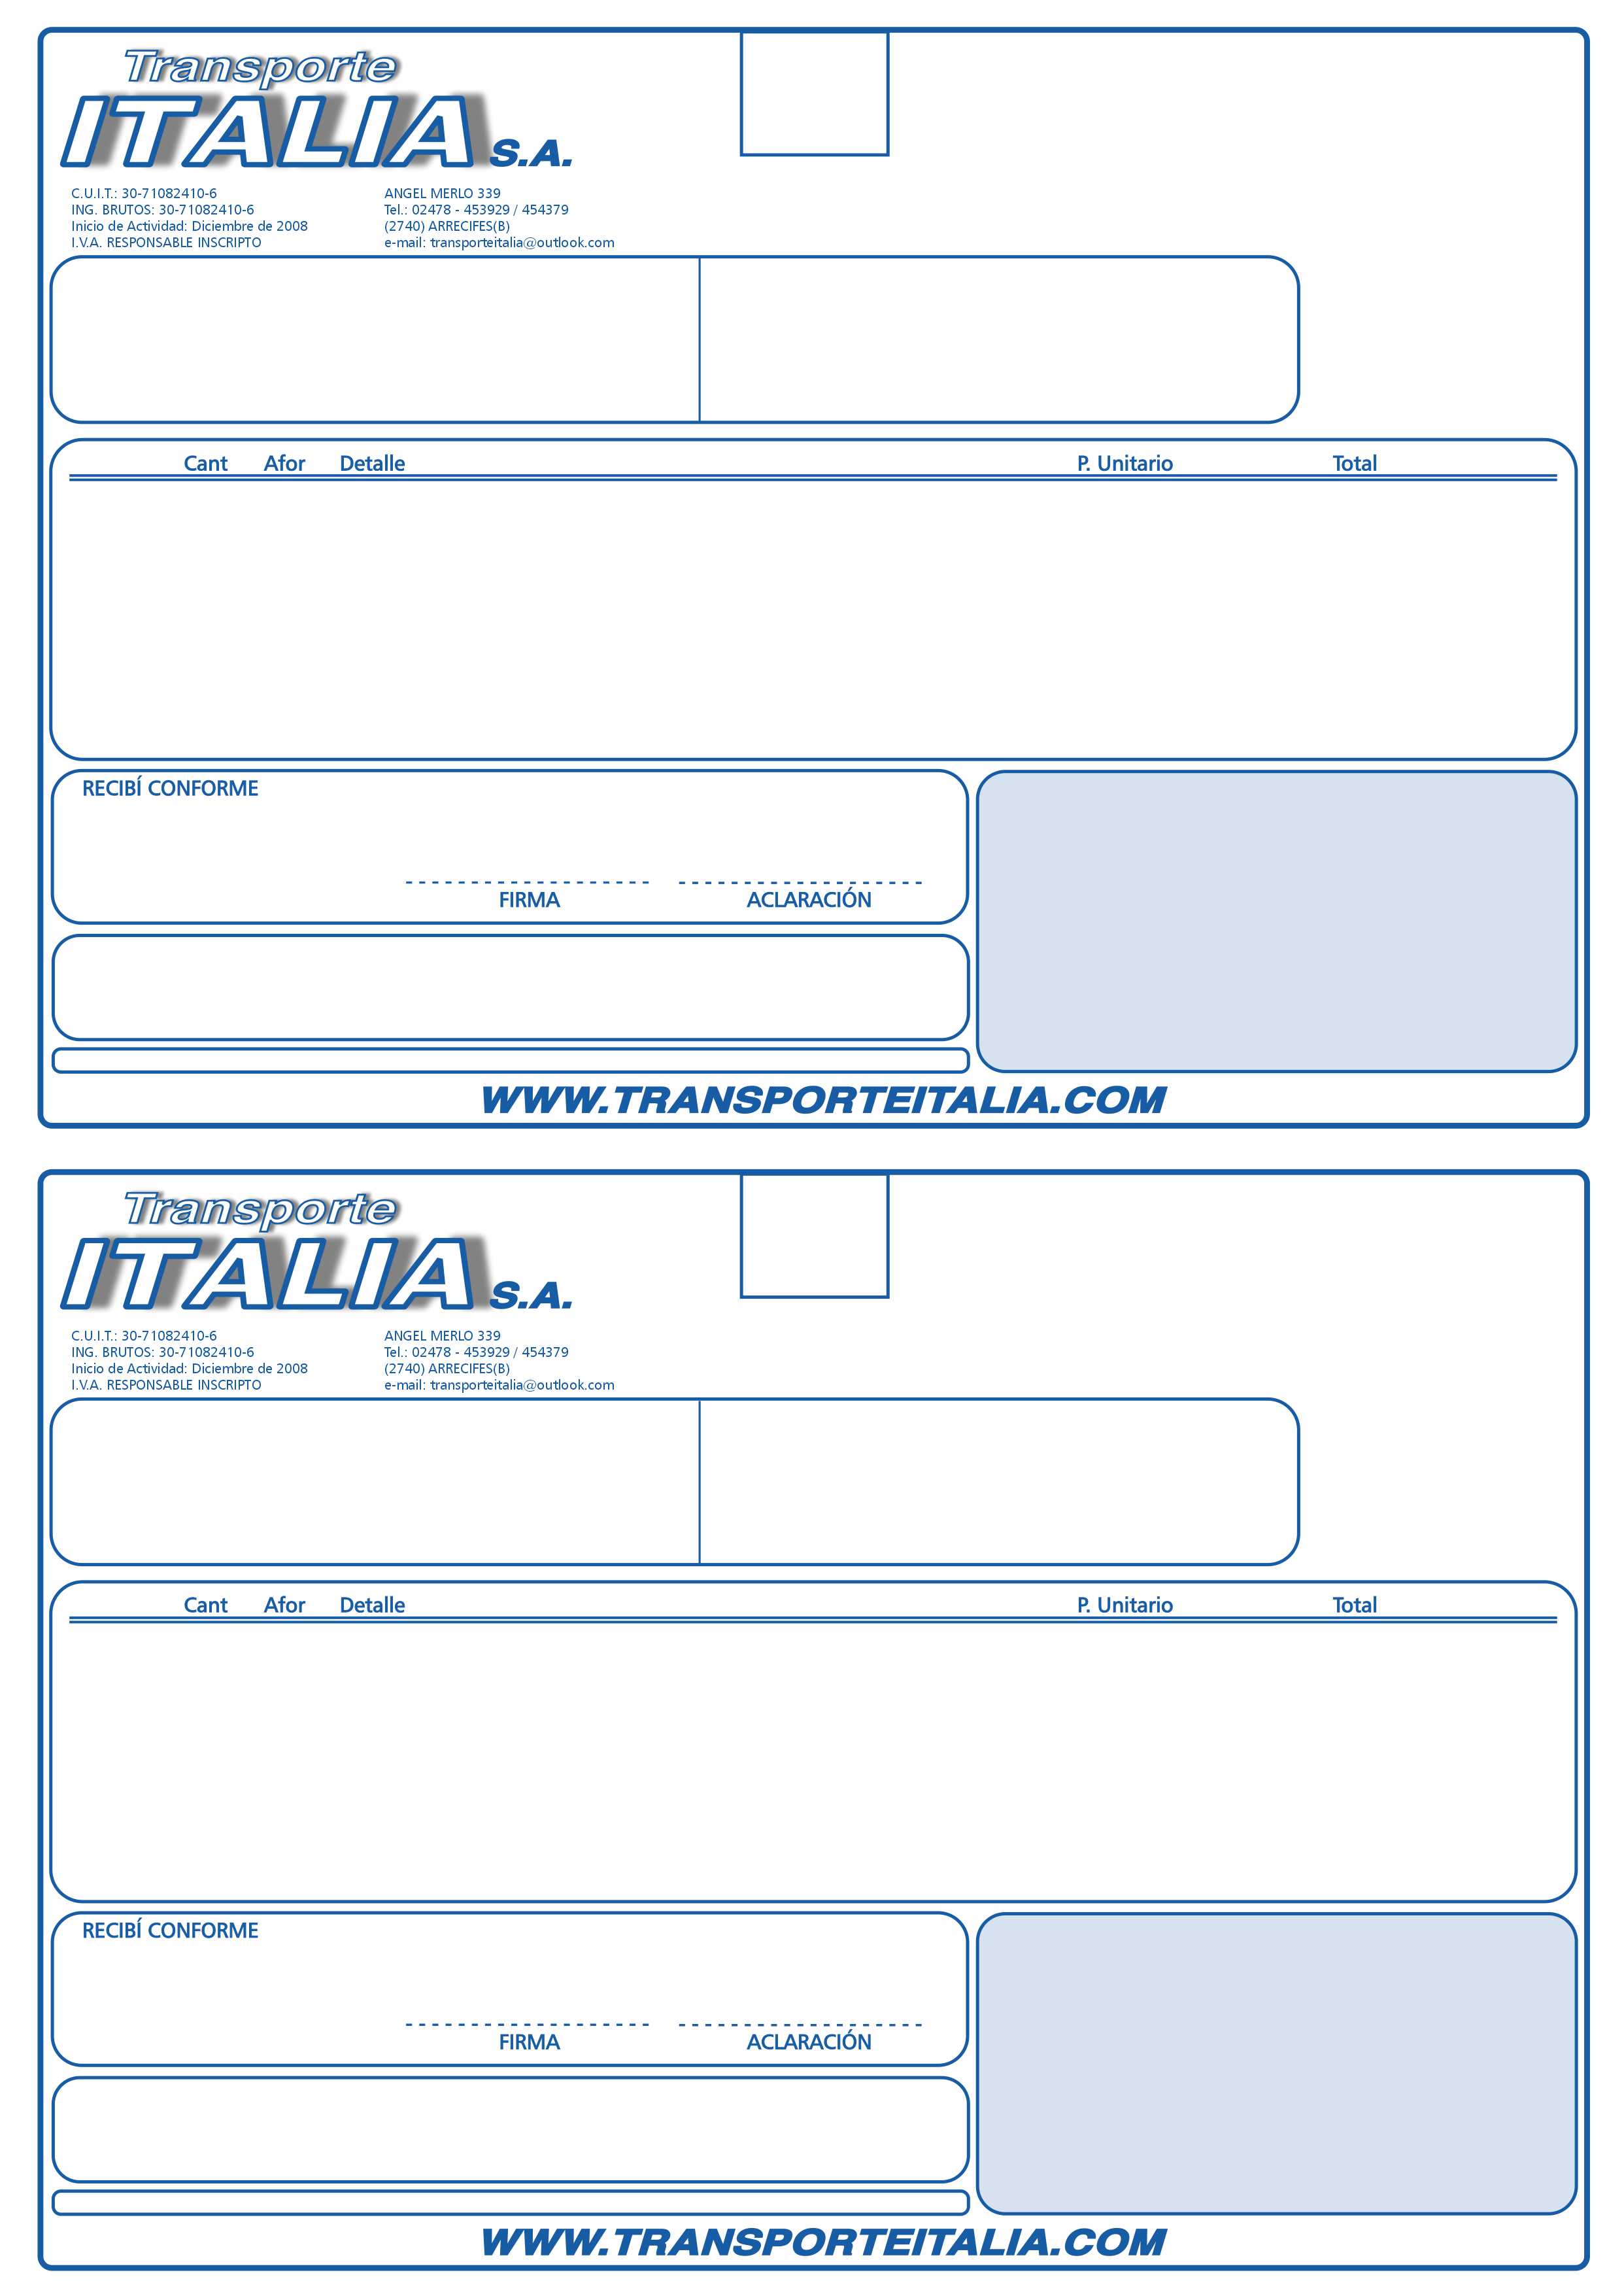 Transporte
ITALIA S.A.
C.U.I.T.: 30-71082410-6
ING. BRUTOS: 30-71082410-6
Inicio de Actividad: Diciembre de 2008
I.V.A. RESPONSABLE INSCRIPTO
ANGEL MERLO 339
Tel.: 02478 - 453929 / 454379
(2740) ARRECIFES(B)
e-mail: transporteitalia@outlook.com
Cant Afor Detalle P. Unitario Total
RECIBÍ CONFORME
FIRMA ACLARACIÓN
WWW.TRANSPORTEITALIA.COM
Transporte
ITALIA S.A.
C.U.I.T.: 30-71082410-6
ING. BRUTOS: 30-71082410-6
Inicio de Actividad: Diciembre de 2008
I.V.A. RESPONSABLE INSCRIPTO
ANGEL MERLO 339
Tel.: 02478 - 453929 / 454379
(2740) ARRECIFES(B)
e-mail: transporteitalia@outlook.com
Cant Afor Detalle P. Unitario Total
RECIBÍ CONFORME
FIRMA ACLARACIÓN
WWW.TRANSPORTEITALIA.COM